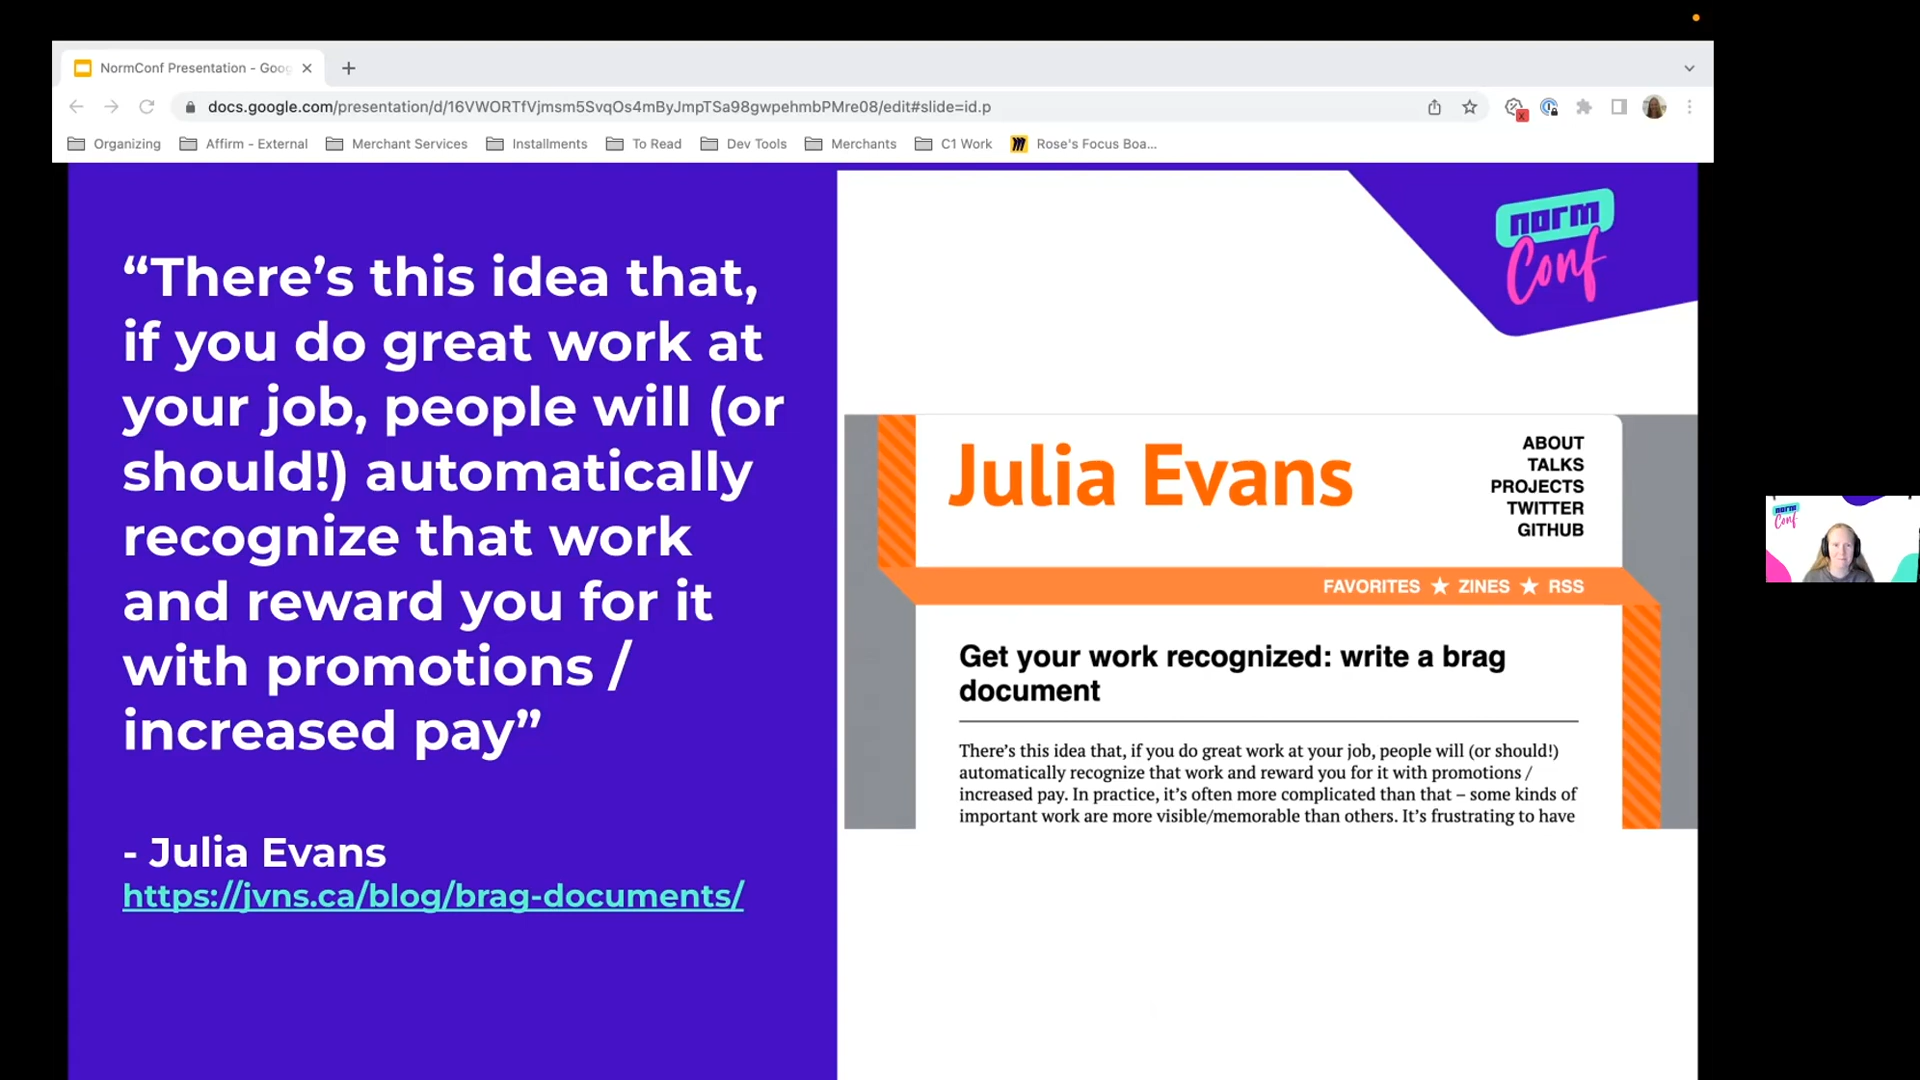 NormConf Presentation - Goog
docs.google.com/presentation/d/16VWORTfVjmsm5SvqOs4mByJmpTSa98gwpehmbPMre08/edit#slide=id.p
Organizing Affirm - External Merchant Services Installments To Read Dev Tools Merchants C1 Work Rose's Focus Boa...
“There’s this idea that,
if you do great work at
your job, people will (or
should!) automatically
recognize that work
and reward you for it
with promotions /
increased pay”
- Julia Evans
https://jvns.ca/blog/brag-documents/
norm
Conf
Julia Evans
ABOUT
TALKS
PROJECTS
TWITTER
GITHUB
FAVORITES ★ ZINES ★ RSS
Get your work recognized: write a brag
document
There’s this idea that, if you do great work at your job, people will (or should!)
automatically recognize that work and reward you for it with promotions /
increased pay. In practice, it’s often more complicated than that – some kinds of
important work are more visible/memorable than others. It’s frustrating to have
norm
Conf